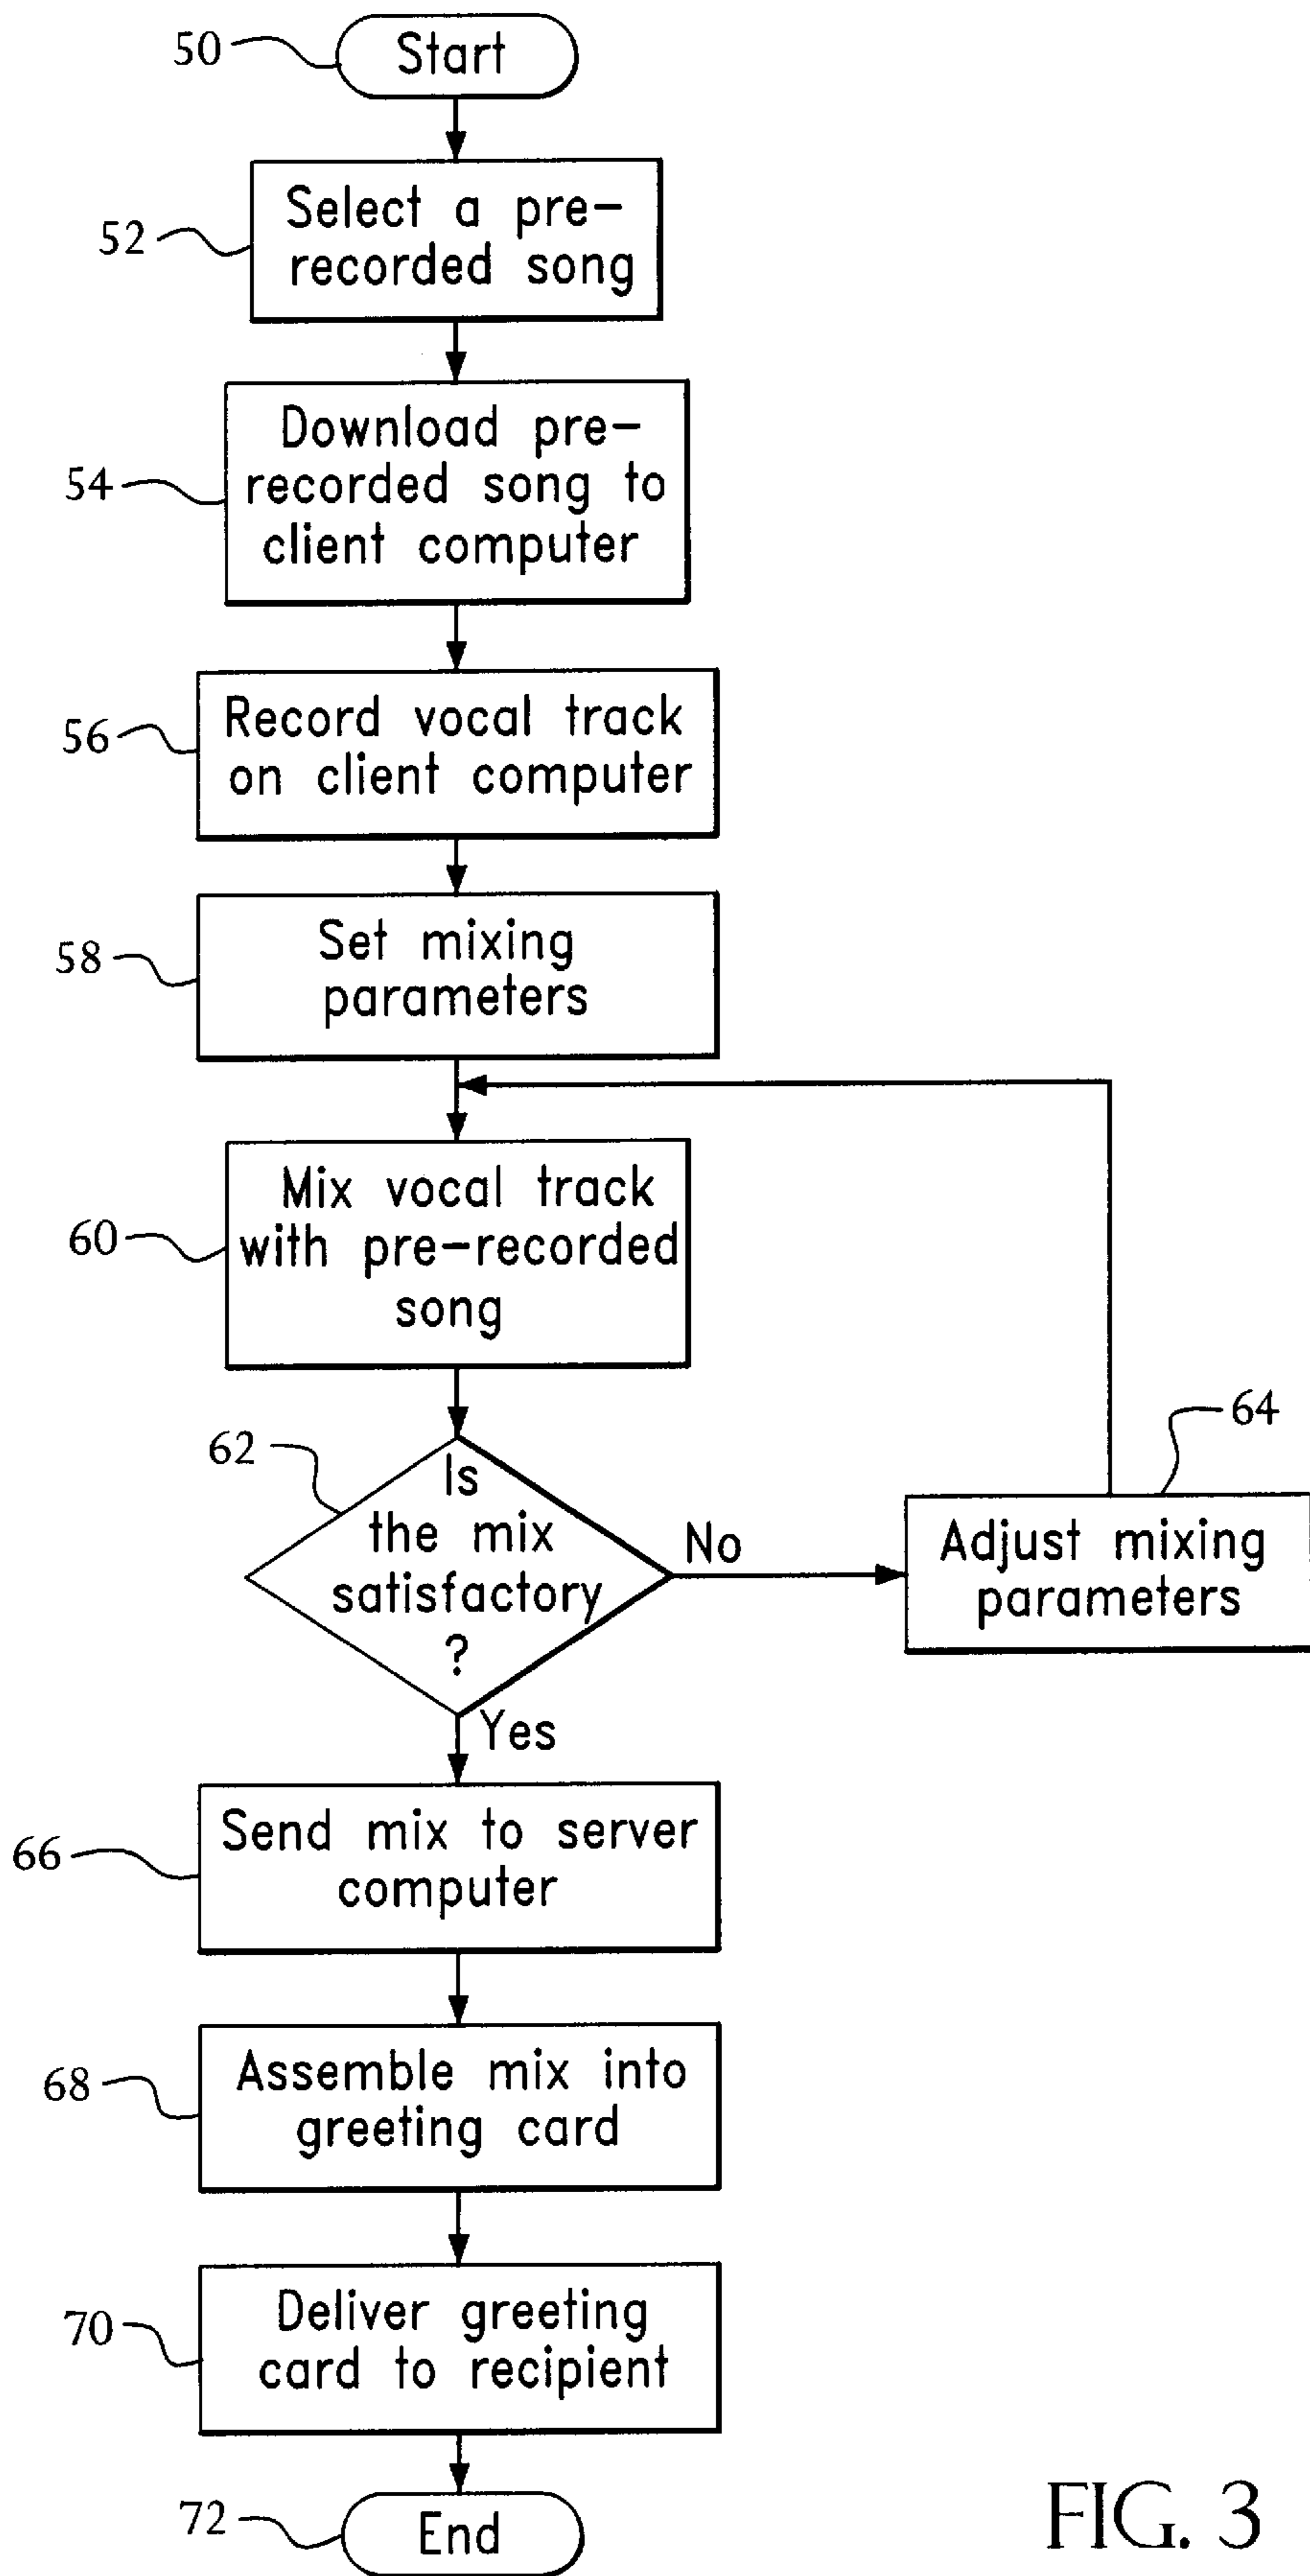 50
Start
52
Select a pre-
recorded song
54
Download pre-
recorded song to
client computer
56
Record vocal track
on client computer
58
Set mixing
parameters
60
Mix vocal track
with pre-recorded
song
62
Is
the mix
satisfactory
?
No
64
Adjust mixing
parameters
Yes
66
Send mix to server
computer
68
Assemble mix into
greeting card
70
Deliver greeting
card to recipient
72
End
FIG. 3